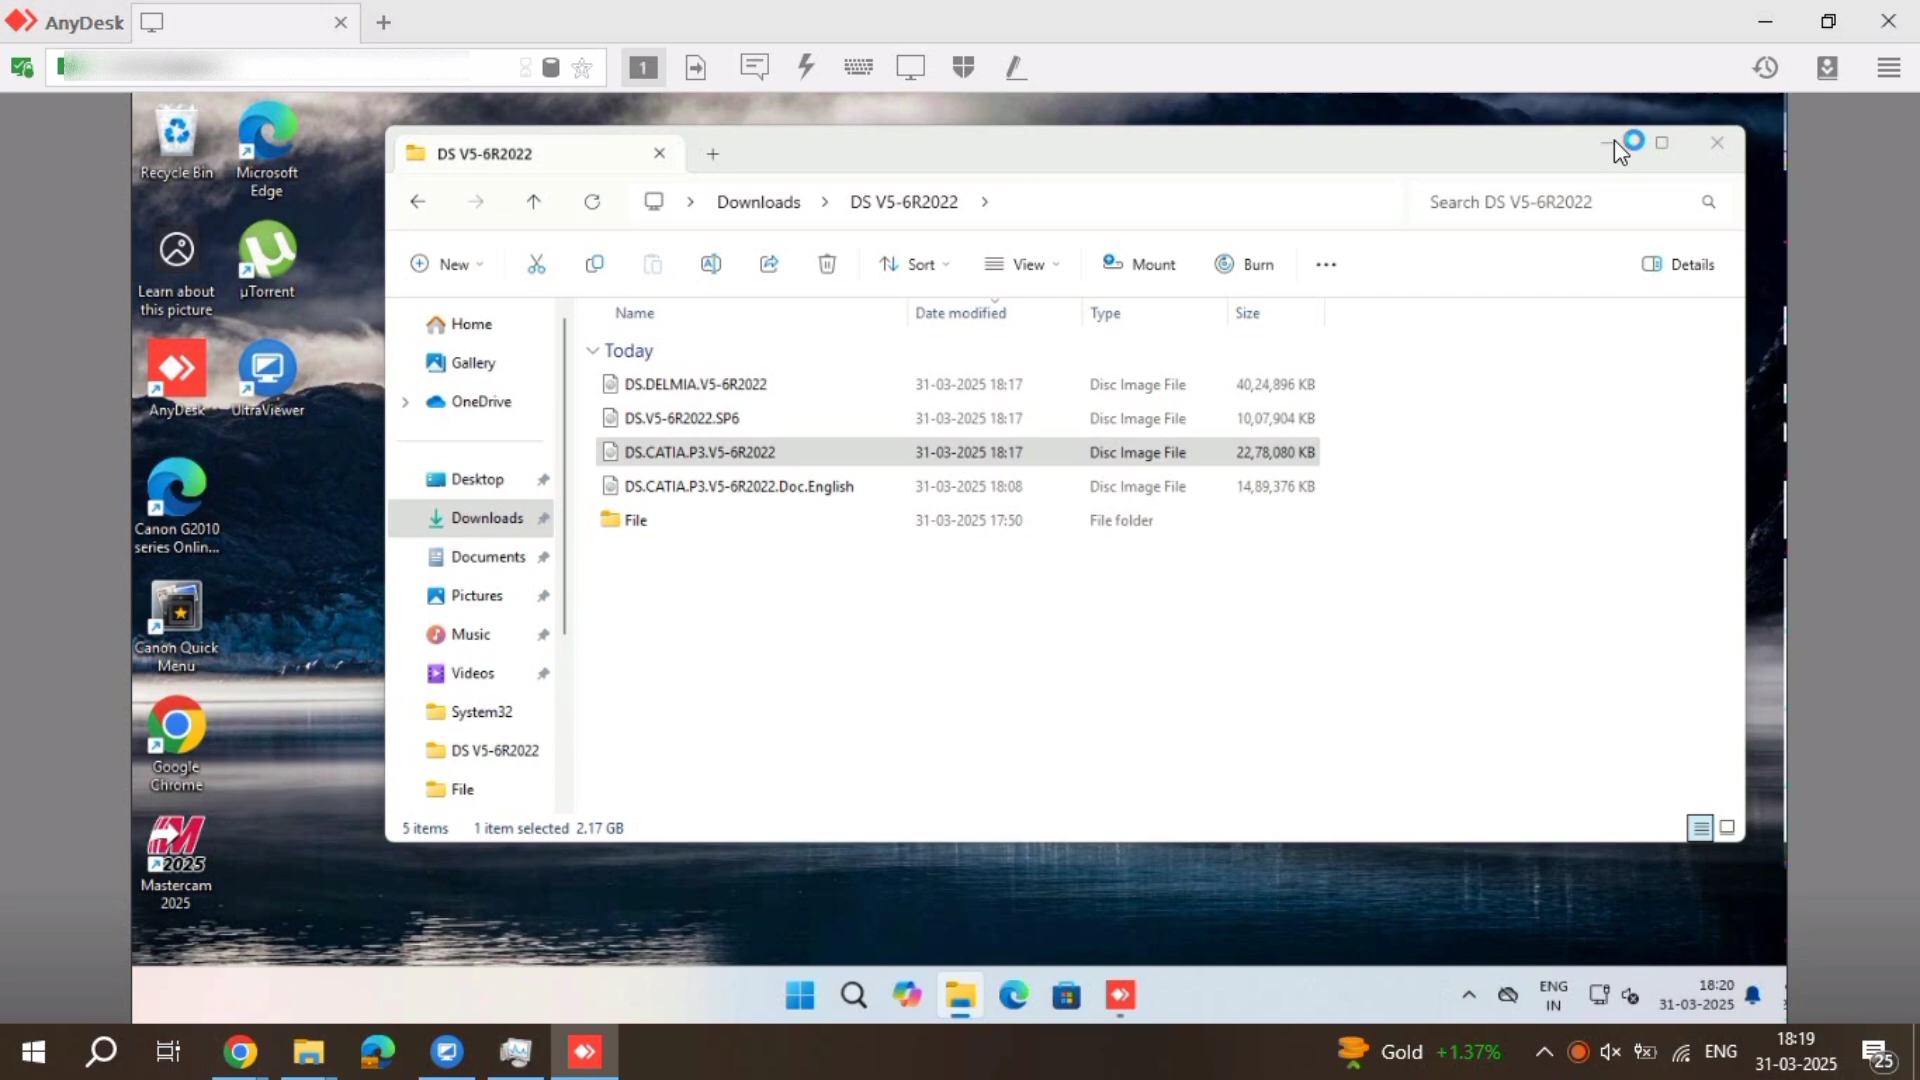 AnyDesk
1
Recycle Bin
Microsoft
Edge
Learn about
this picture
µTorrent
AnyDesk
UltraViewer
Canon G2010
series Onlin...
Canon Quick
Menu
Google
Chrome
2025
Mastercam
2025
DS V5-6R2022
Downloads
DS V5-6R2022
Search DS V5-6R2022
New
Sort
View
Mount
Burn
Details
Home
Gallery
OneDrive
Desktop
Downloads
Documents
Pictures
Music
Videos
System32
DS V5-6R2022
File
Name Date modified Type Size
Today
DS.DELMIA.V5-6R2022 31-03-2025 18:17 Disc Image File 40,24,896 KB
DS.V5-6R2022.SP6 31-03-2025 18:17 Disc Image File 10,07,904 KB
DS.CATIA.P3.V5-6R2022 31-03-2025 18:17 Disc Image File 22,78,080 KB
DS.CATIA.P3.V5-6R2022.Doc.English 31-03-2025 18:08 Disc Image File 14,89,376 KB
File 31-03-2025 17:50 File folder
5 items 1 item selected 2.17 GB
ENG
IN
18:20
31-03-2025
Gold +1.37%
ENG
18:19
31-03-2025
25